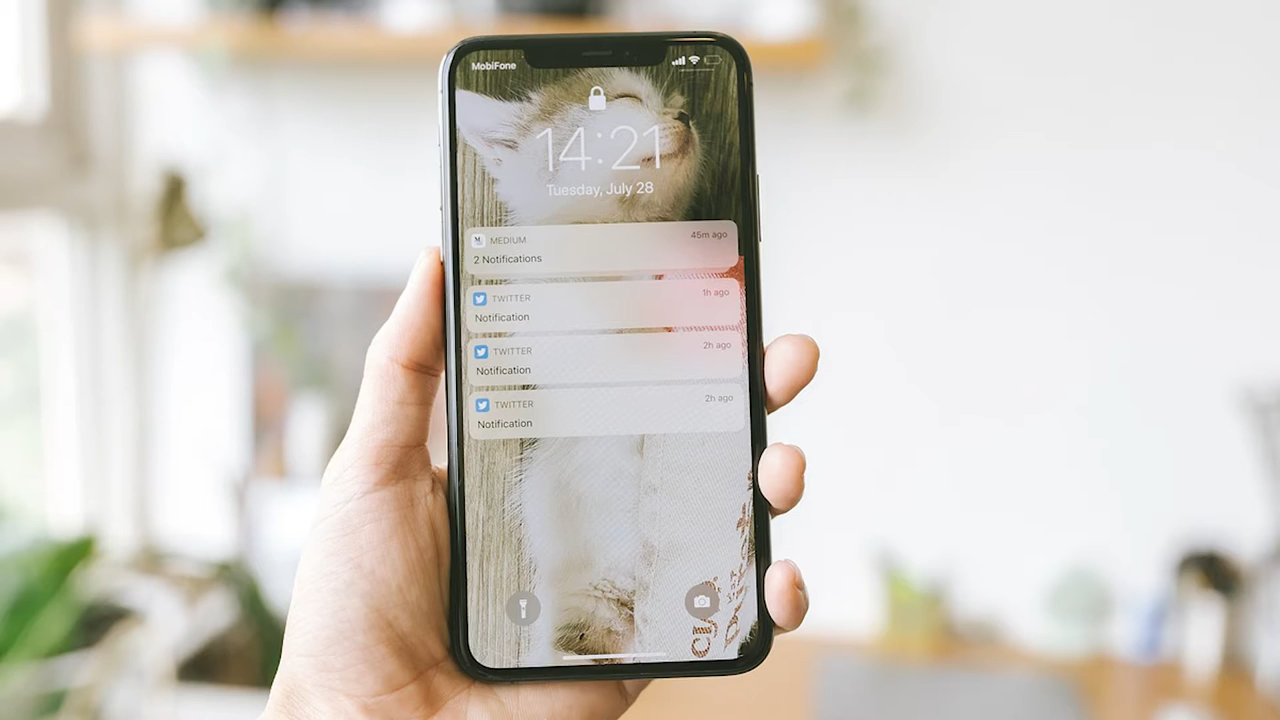 MobiFone
14:21
Tuesday, July 28
MEDIUM 45m ago
2 Notifications
TWITTER 1h ago
Notification
TWITTER 2h ago
Notification
TWITTER 2h ago
Notification